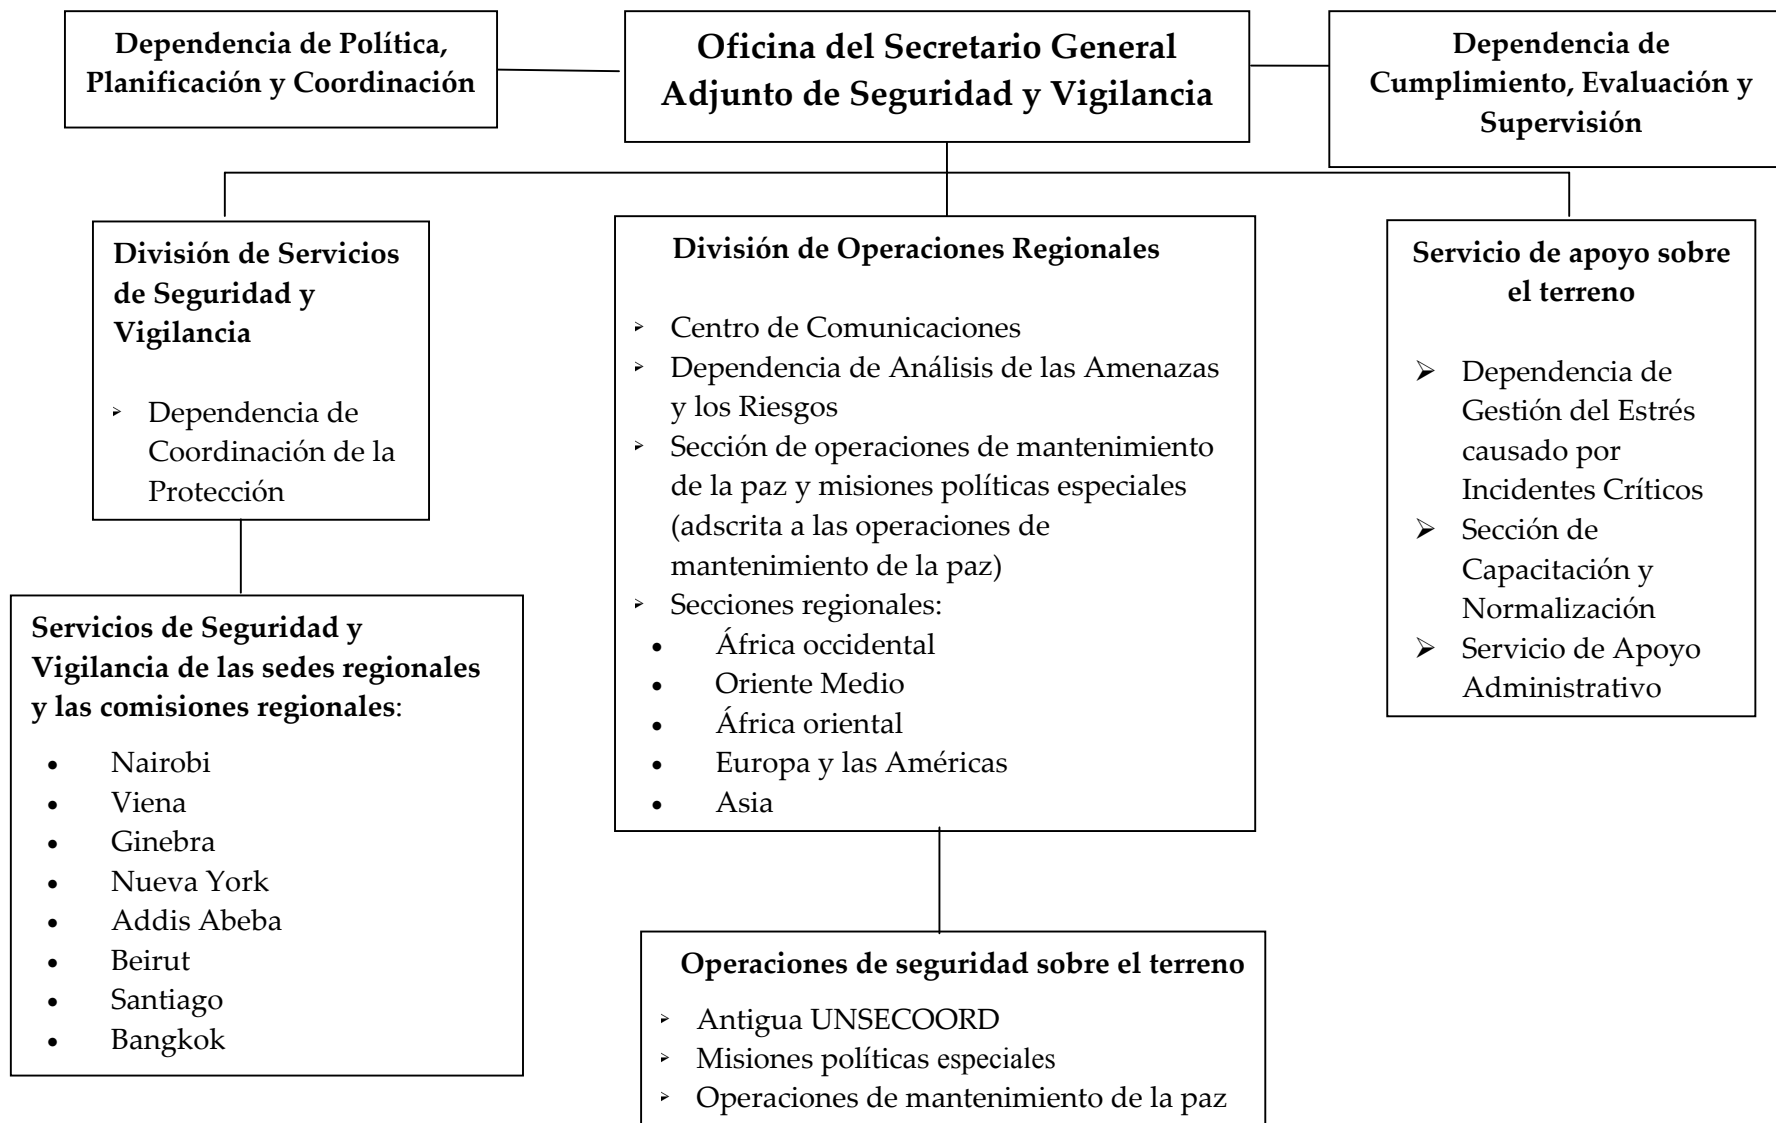 Dependencia de Política,
Planificación y Coordinación
Oficina del Secretario General
Adjunto de Seguridad y Vigilancia
Dependencia de
Cumplimiento, Evaluación y
Supervisión
División de Servicios
de Seguridad y
Vigilancia
➢ Dependencia de
Coordinación de la
Protección
Servicios de Seguridad y
Vigilancia de las sedes regionales
y las comisiones regionales:
• Nairobi
• Viena
• Ginebra
• Nueva York
• Addis Abeba
• Beirut
• Santiago
• Bangkok
División de Operaciones Regionales
➢ Centro de Comunicaciones
➢ Dependencia de Análisis de las Amenazas
y los Riesgos
➢ Sección de operaciones de mantenimiento
de la paz y misiones políticas especiales
(adscrita a las operaciones de
mantenimiento de la paz)
➢ Secciones regionales:
• África occidental
• Oriente Medio
• África oriental
• Europa y las Américas
• Asia
Operaciones de seguridad sobre el terreno
➢ Antigua UNSECOORD
➢ Misiones políticas especiales
➢ Operaciones de mantenimiento de la paz
Servicio de apoyo sobre
el terreno
➢ Dependencia de
Gestión del Estrés
causado por
Incidentes Críticos
➢ Sección de
Capacitación y
Normalización
➢ Servicio de Apoyo
Administrativo